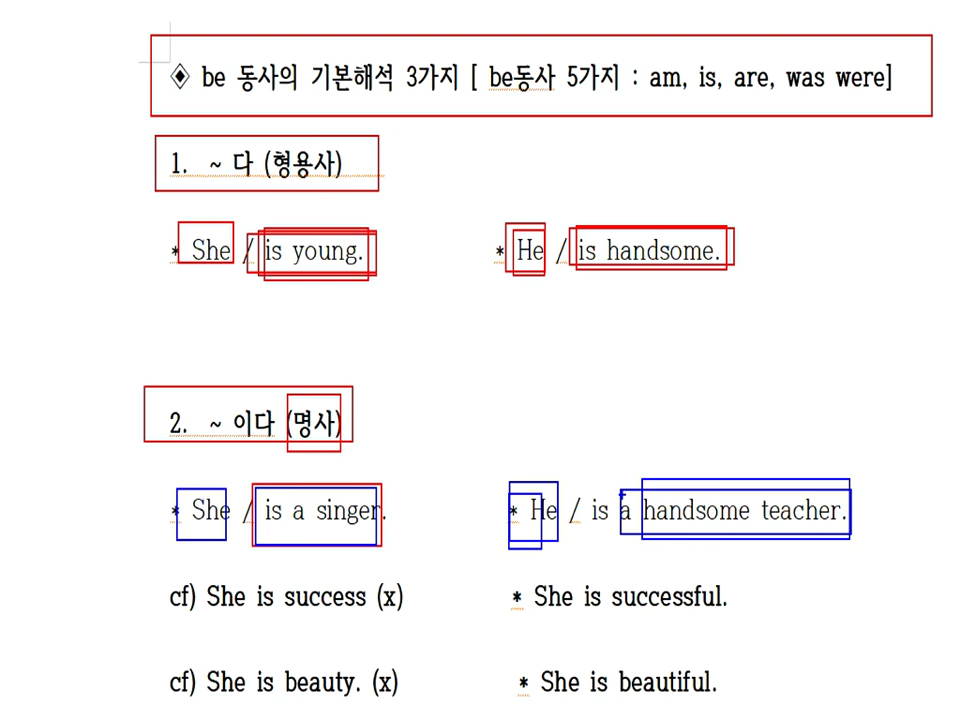 ◈ be 동사의 기본해석 3가지 [ be동사 5가지 : am, is, are, was were]
1. ~ 다 (형용사)
* She / is young. * He / is handsome.
2. ~ 이다 (명사)
* She / is a singer. * He / is a handsome teacher.
cf) She is success (x) * She is successful.
cf) She is beauty. (x) * She is beautiful.